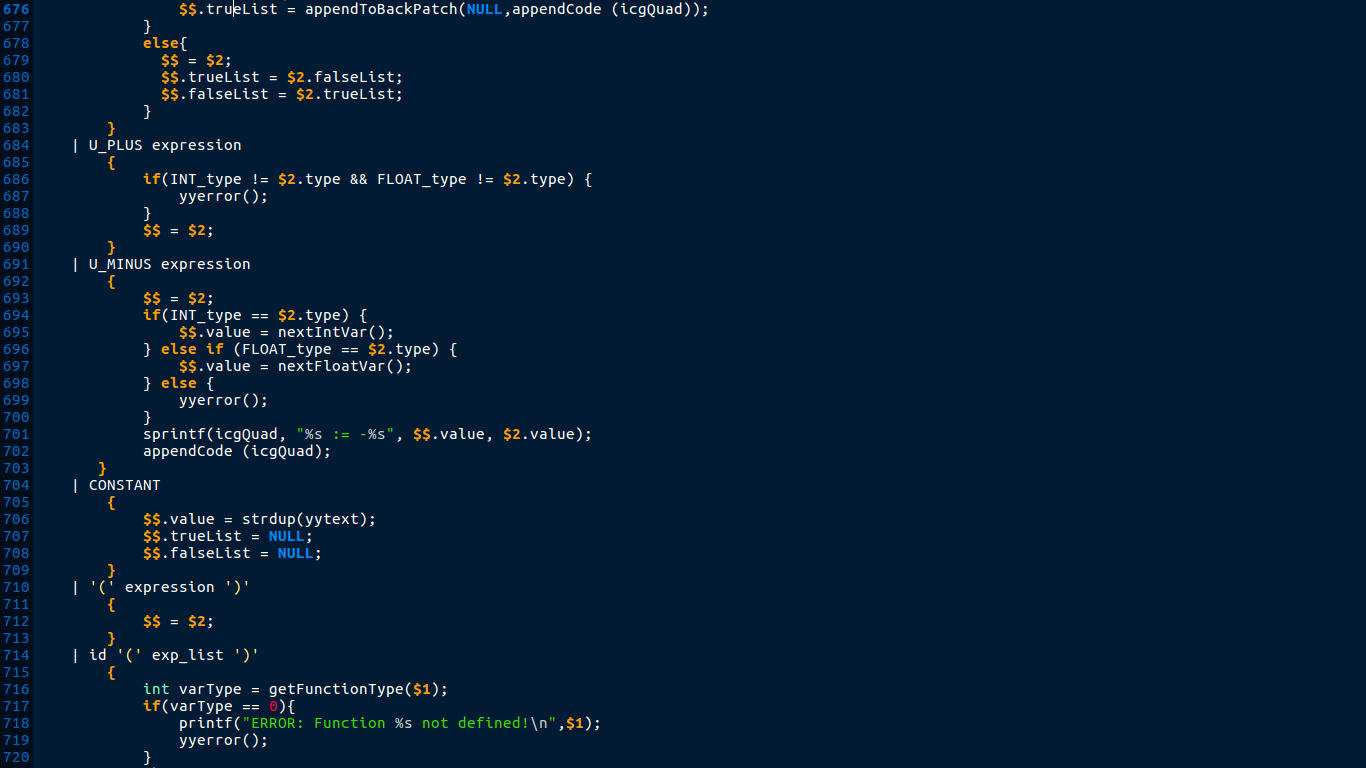 676 $$.trueList = appendToBackPatch(NULL,appendCode (icgQuad));
677 }
678 else{
679 $$ = $2;
680 $$.trueList = $2.falseList;
681 $$.falseList = $2.trueList;
682 }
683 }
684 | U_PLUS expression
685 {
686 if(INT_type != $2.type && FLOAT_type != $2.type) {
687 yyerror();
688 }
689 $$ = $2;
690 }
691 | U_MINUS expression
692 {
693 $$ = $2;
694 if(INT_type == $2.type) {
695 $$.value = nextIntVar();
696 } else if (FLOAT_type == $2.type) {
697 $$.value = nextFloatVar();
698 } else {
699 yyerror();
700 }
701 sprintf(icgQuad, "%s := -%s", $$.value, $2.value);
702 appendCode (icgQuad);
703 }
704 | CONSTANT
705 {
706 $$.value = strdup(yytext);
707 $$.trueList = NULL;
708 $$.falseList = NULL;
709 }
710 | '(' expression ')'
711 {
712 $$ = $2;
713 }
714 | id '(' exp_list ')'
715 {
716 int varType = getFunctionType($1);
717 if(varType == 0){
718 printf("ERROR: Function %s not defined!\n",$1);
719 yyerror();
720 }